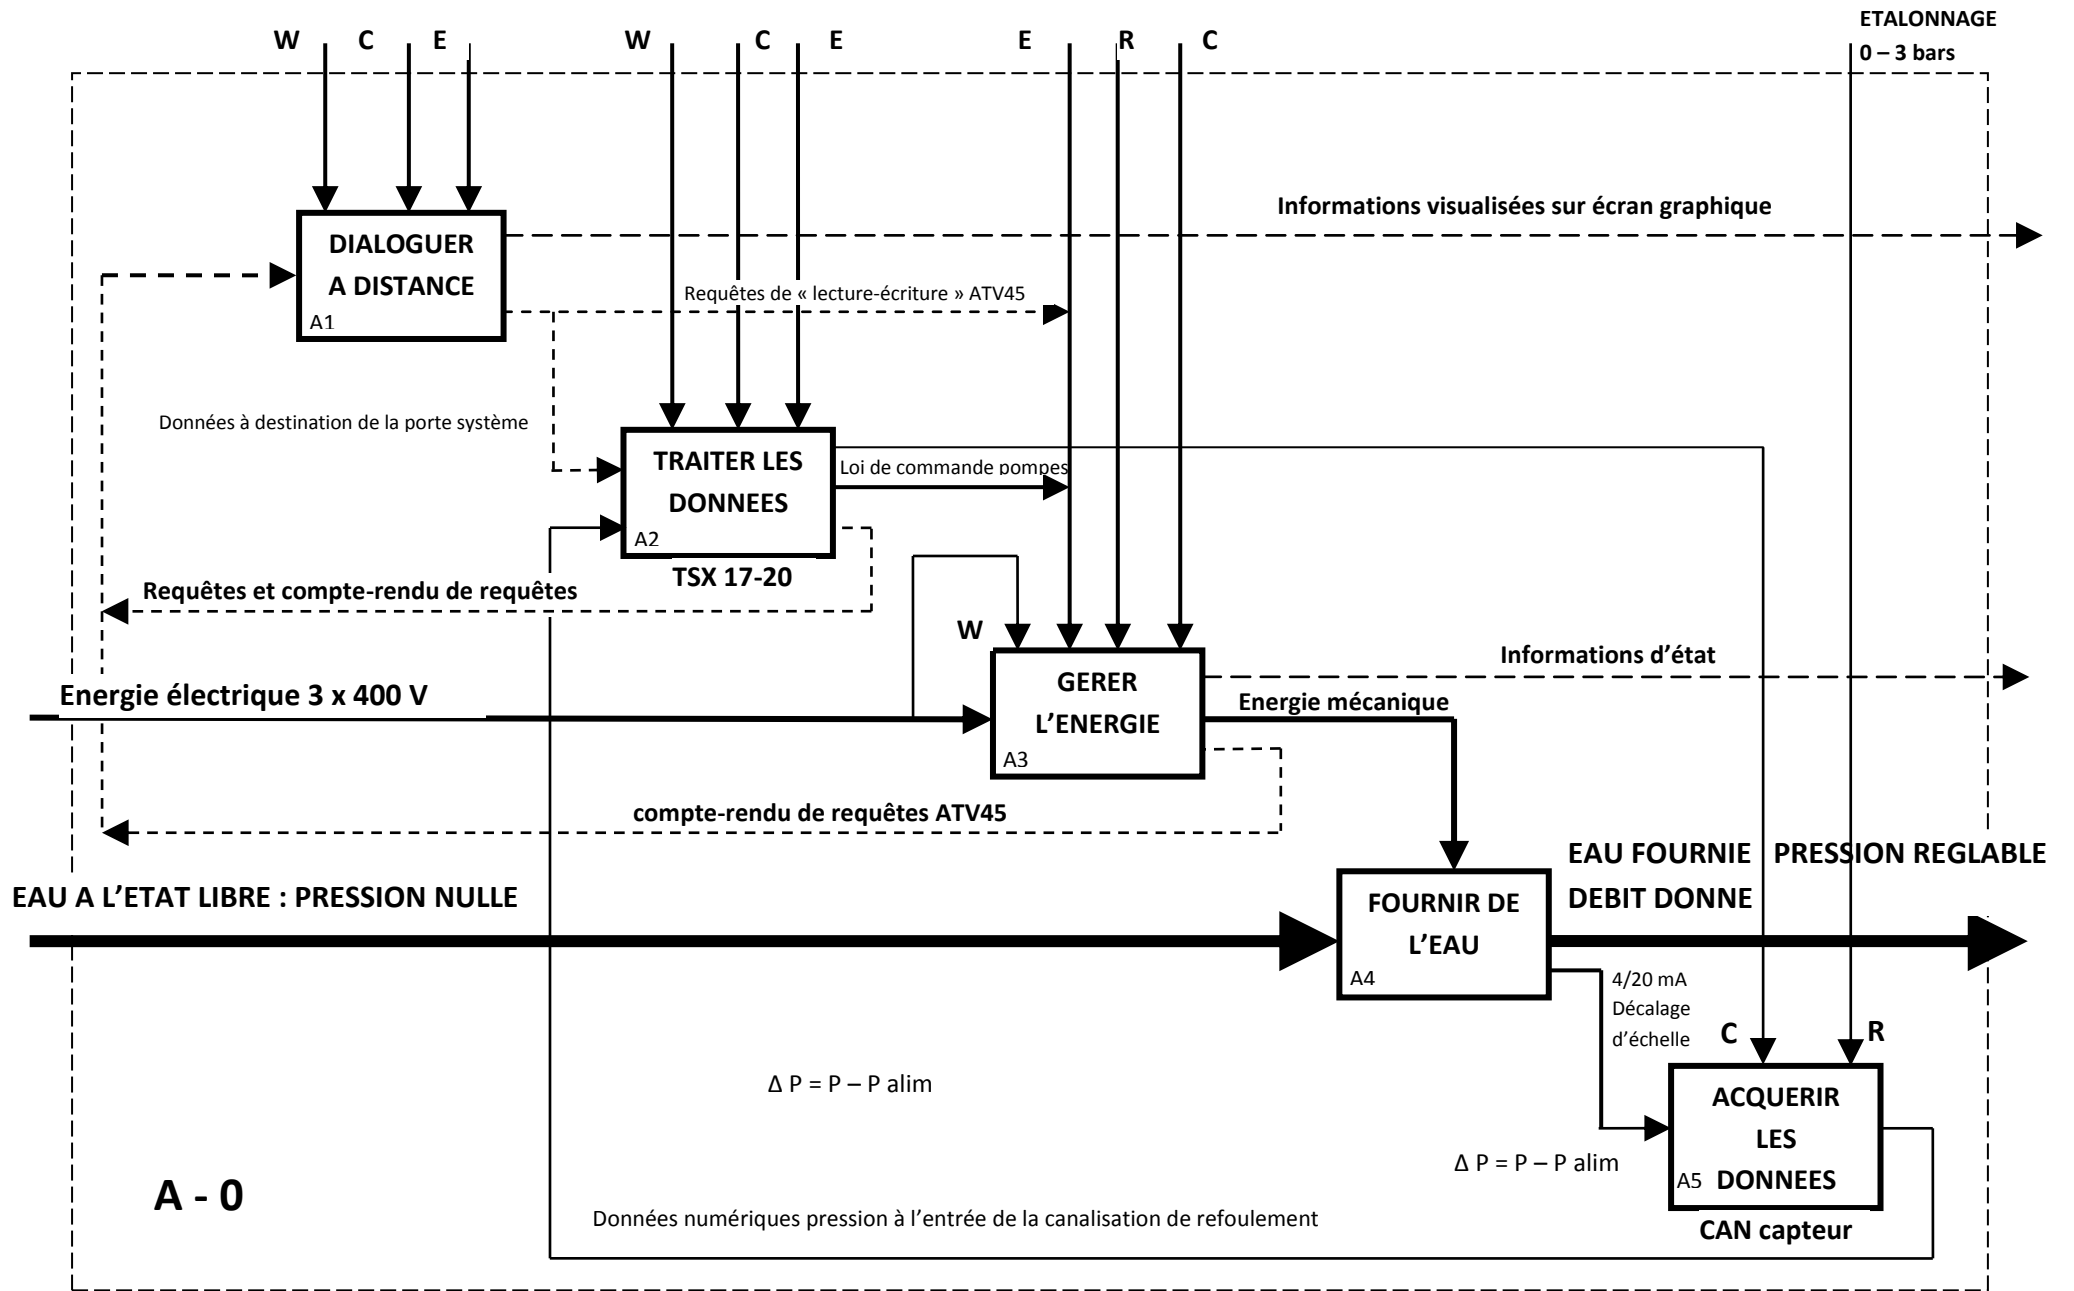 ETALONNAGE
W C E W C E E R C 0 – 3 bars
Informations visualisées sur écran graphique
DIALOGUER
A DISTANCE
A1
Requêtes de « lecture-écriture » ATV45
Données à destination de la porte système
TRAITER LES
DONNEES
A2
Loi de commande pompes
TSX 17-20
Requêtes et compte-rendu de requêtes
W
Informations d’état
GERER
L’ENERGIE
A3
Energie électrique 3 x 400 V
Energie mécanique
compte-rendu de requêtes ATV45
EAU FOURNIE PRESSION REGLABLE
DEBIT DONNE
EAU A L’ETAT LIBRE : PRESSION NULLE
FOURNIR DE
L’EAU
A4
4/20 mA
Décalage
d’échelle
C R
Δ P = P – P alim
ACQUERIR
LES
DONNEES
A5
Δ P = P – P alim
A - 0
Données numériques pression à l’entrée de la canalisation de refoulement
CAN capteur